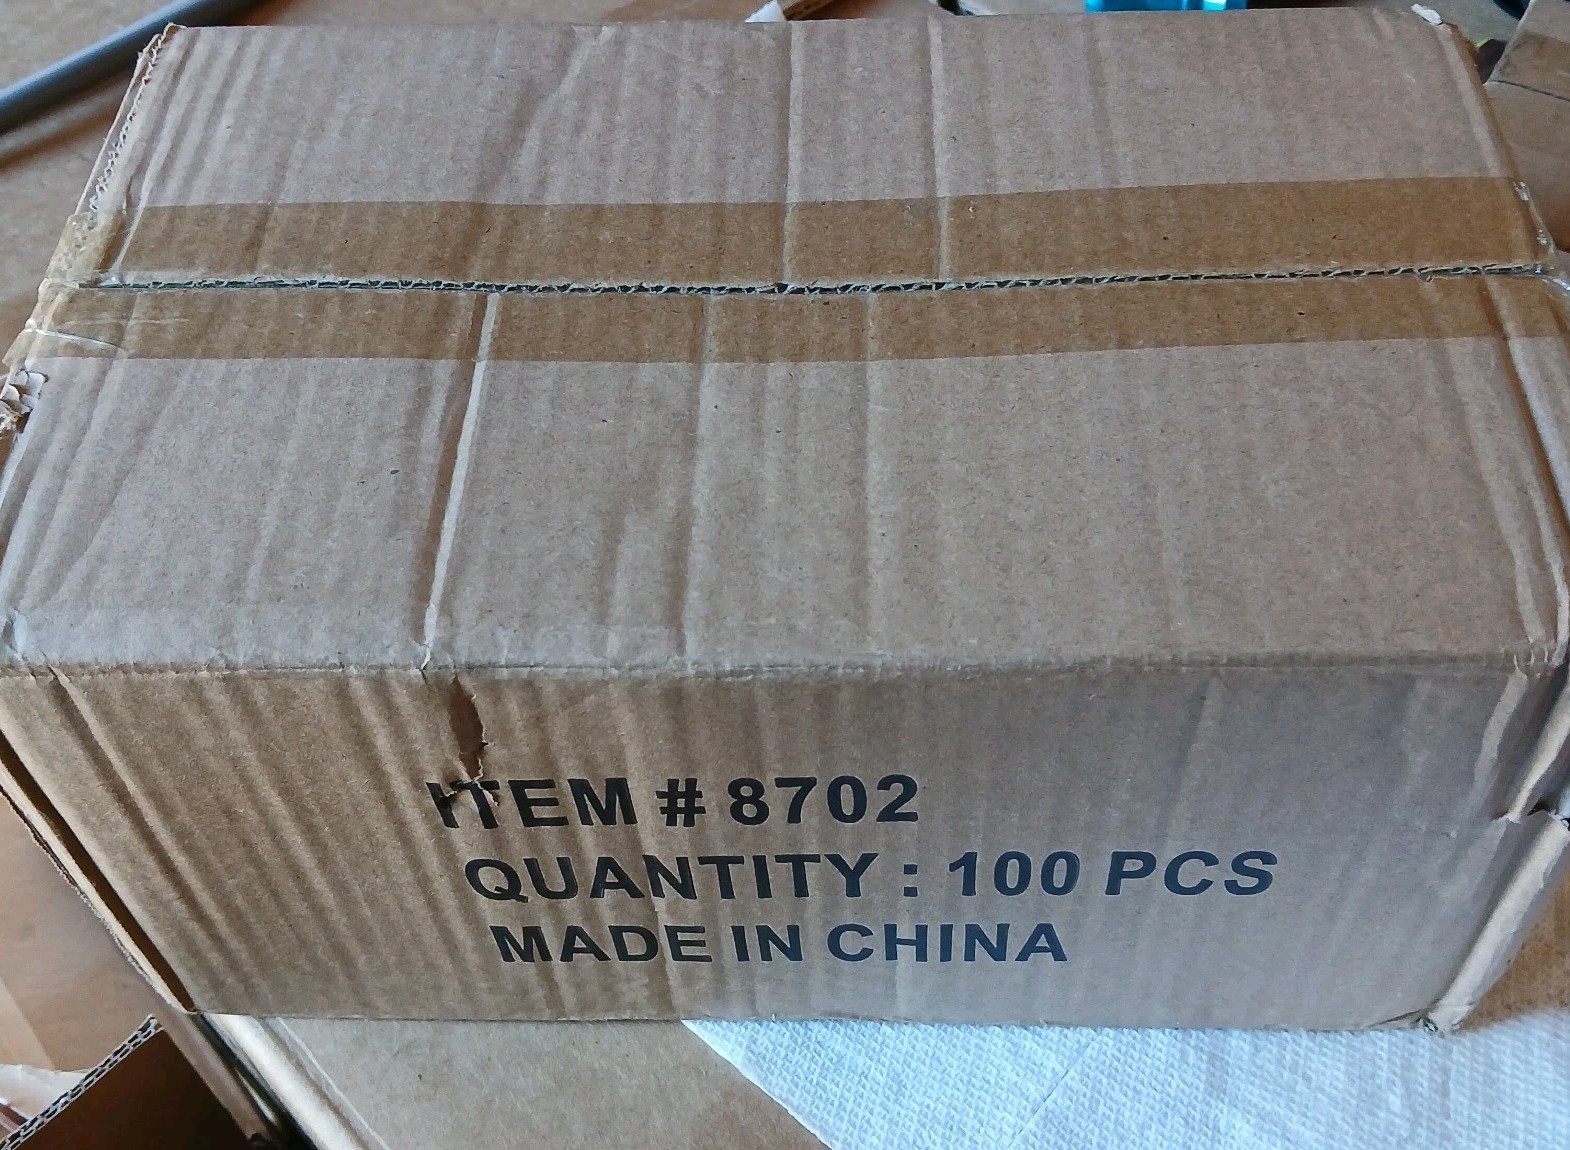 ITEM # 8702
QUANTITY : 100 PCS
MADE IN CHINA